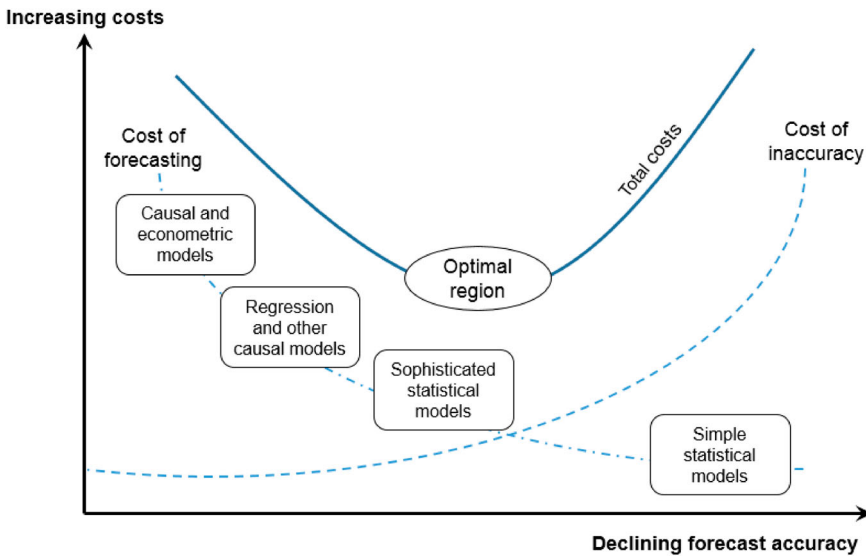 Increasing costs
Cost of
forecasting
Causal and
econometric
models
Regression
and other
causal models
Sophisticated
statistical
models
Optimal
region
Total costs
Cost of
inaccuracy
Simple
statistical
models
Declining forecast accuracy